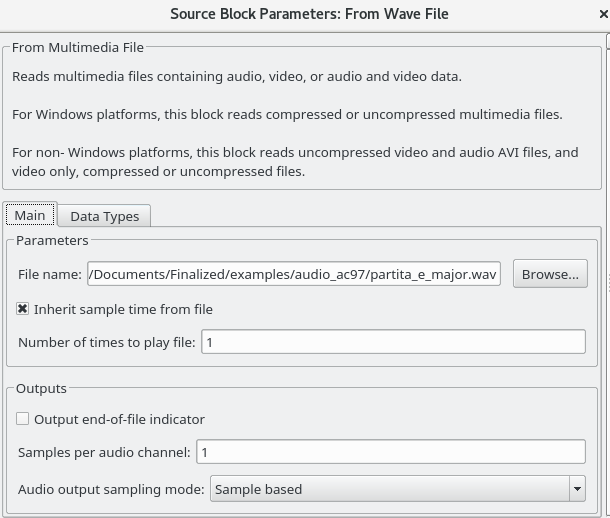 Source Block Parameters: From Wave File
From Multimedia File
Reads multimedia files containing audio, video, or audio and video data.
For Windows platforms, this block reads compressed or uncompressed multimedia files.
For non- Windows platforms, this block reads uncompressed video and audio AVI files, and
video only, compressed or uncompressed files.
Main
Data Types
Parameters
File name: /Documents/Finalized/examples/audio_ac97/partita_e_major.wav Browse...
Inherit sample time from file
Number of times to play file: 1
Outputs
Output end-of-file indicator
Samples per audio channel: 1
Audio output sampling mode: Sample based